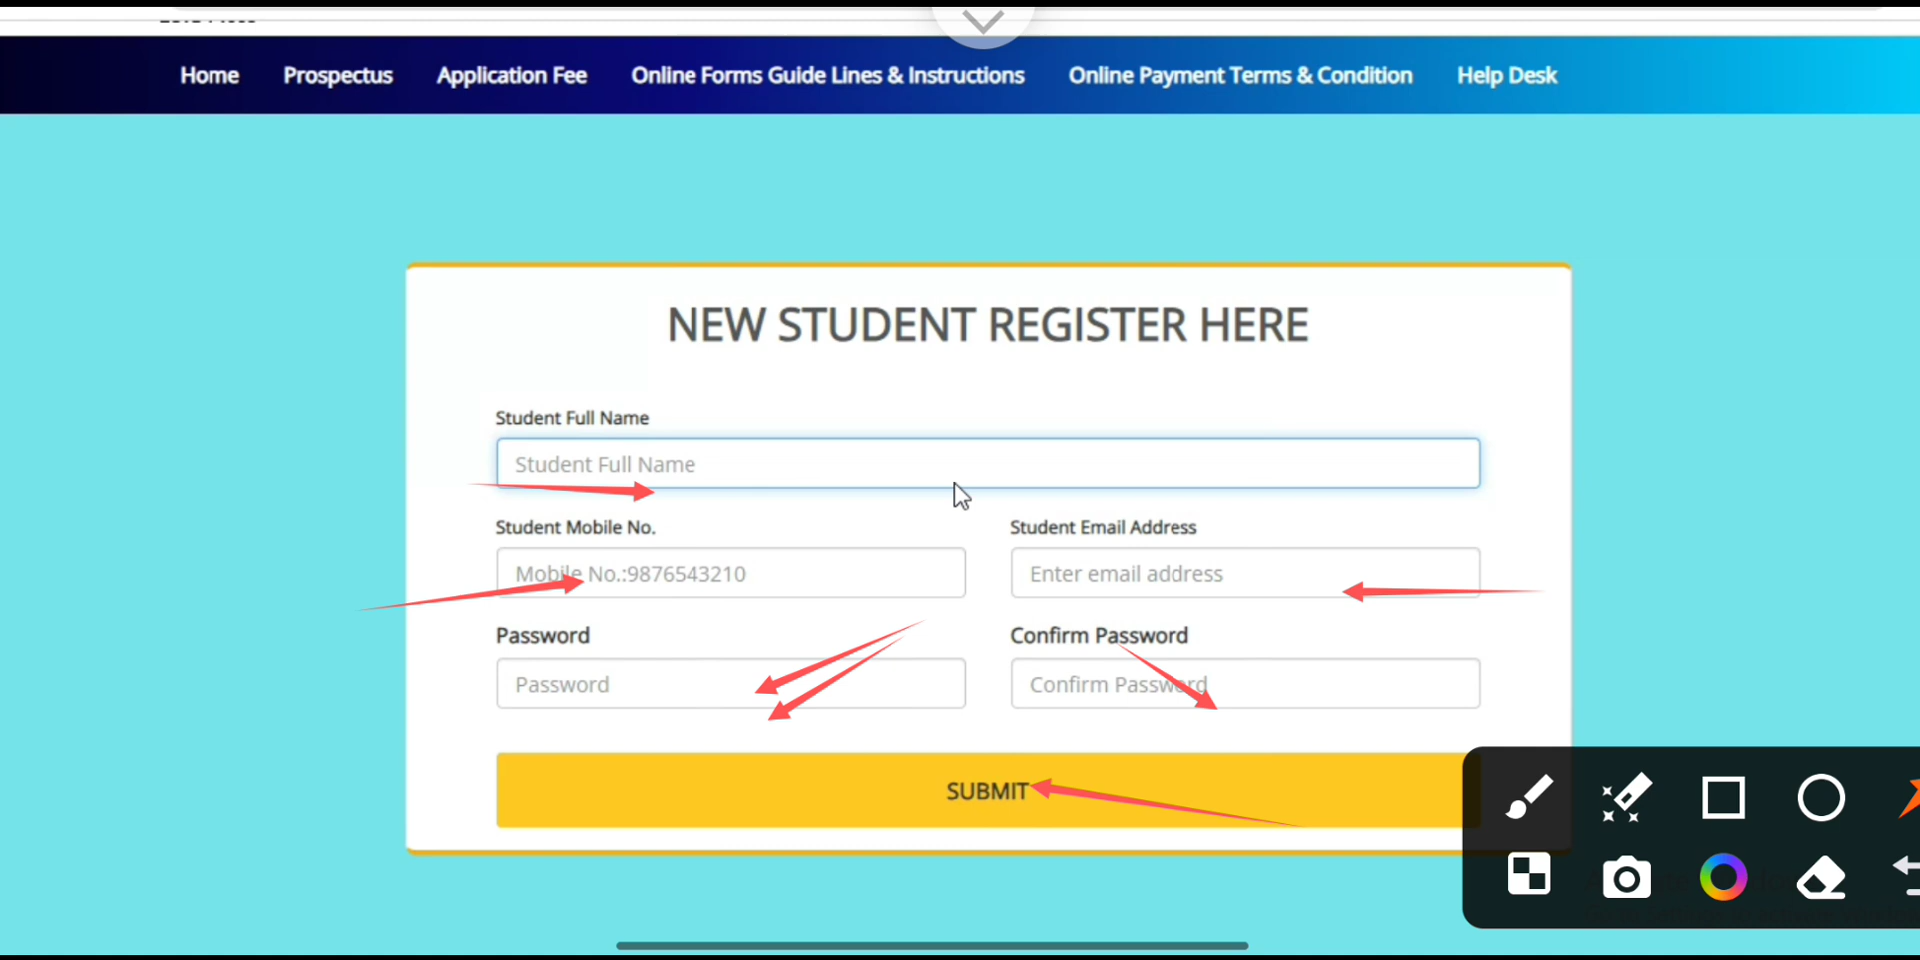 Home Prospectus Application Fee Online Forms Guide Lines & Instructions Online Payment Terms & Condition Help Desk
NEW STUDENT REGISTER HERE
Student Full Name
Student Full Name
Student Mobile No. Student Email Address
Mobile No.:9876543210 Enter email address
Password Confirm Password
Password Confirm Password
SUBMIT